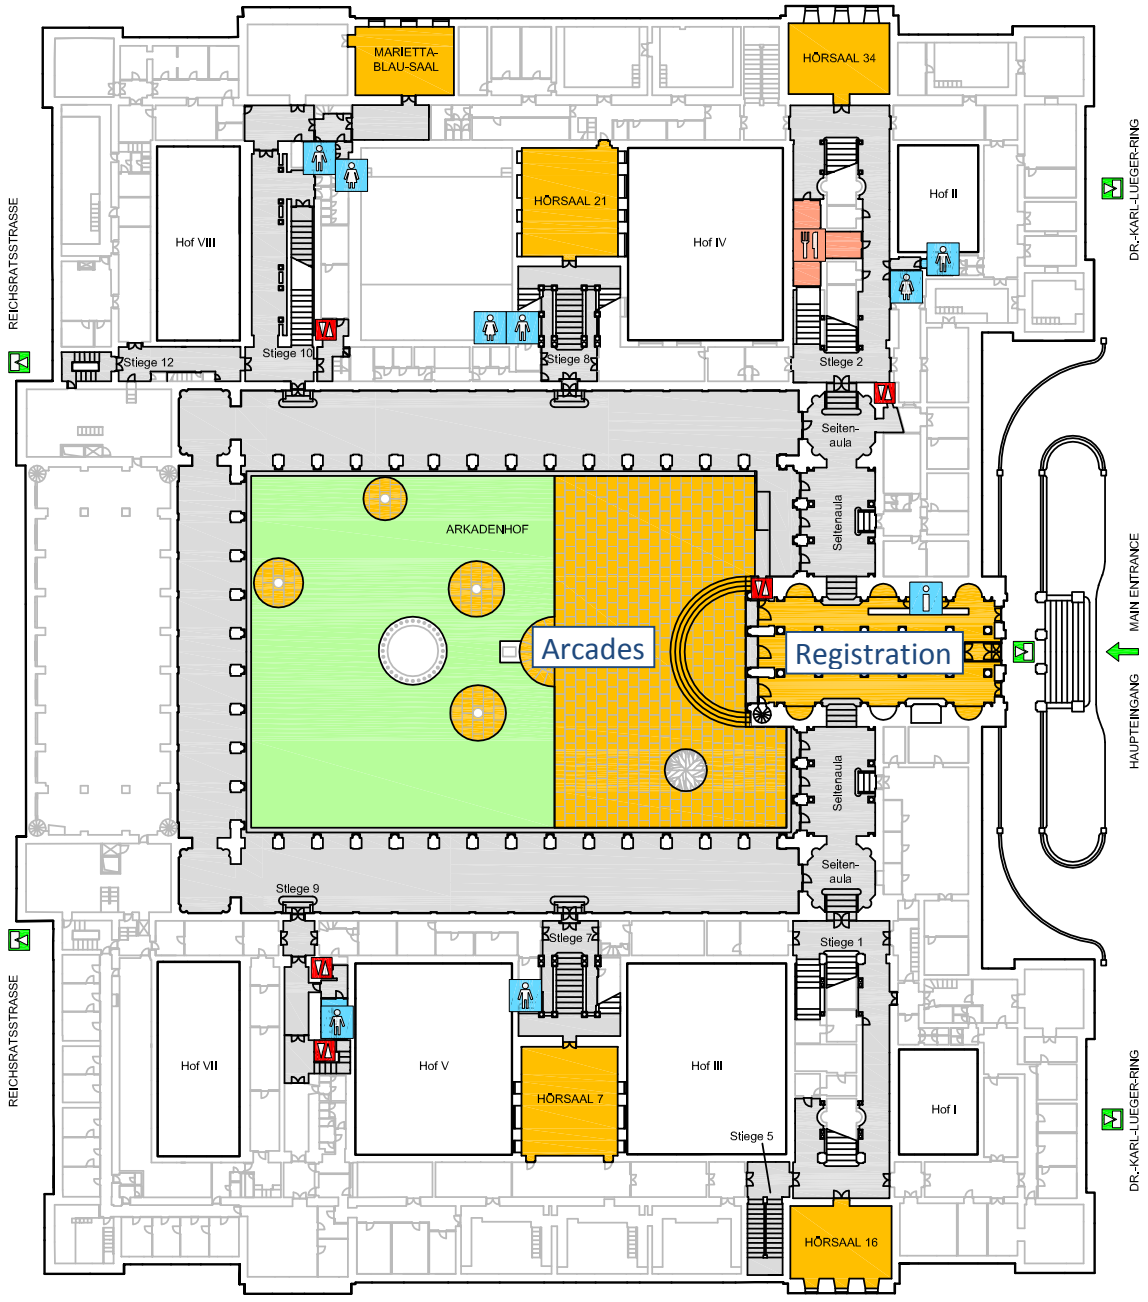 MARIETTA-
BLAU-SAAL
HÖRSAAL 34
DR.-KARL-LUEGER-RING
REICHSRATSSTRASSE
Hof VIII
HÖRSAAL 21
Hof IV
Hof II
Stiege 12
Stiege 10
Stiege 8
Stiege 2
Seiten-
aula
Seitenaula
ARKADENHOF
Arcades
Registration
MAIN ENTRANCE
HAUPTEINGANG
Seitenaula
Seiten-
aula
Stiege 9
Stiege 7
Stiege 1
REICHSRATSSTRASSE
Hof VII
Hof V
Hof III
Hof I
HÖRSAAL 7
Stiege 5
DR.-KARL-LUEGER-RING
HÖRSAAL 16